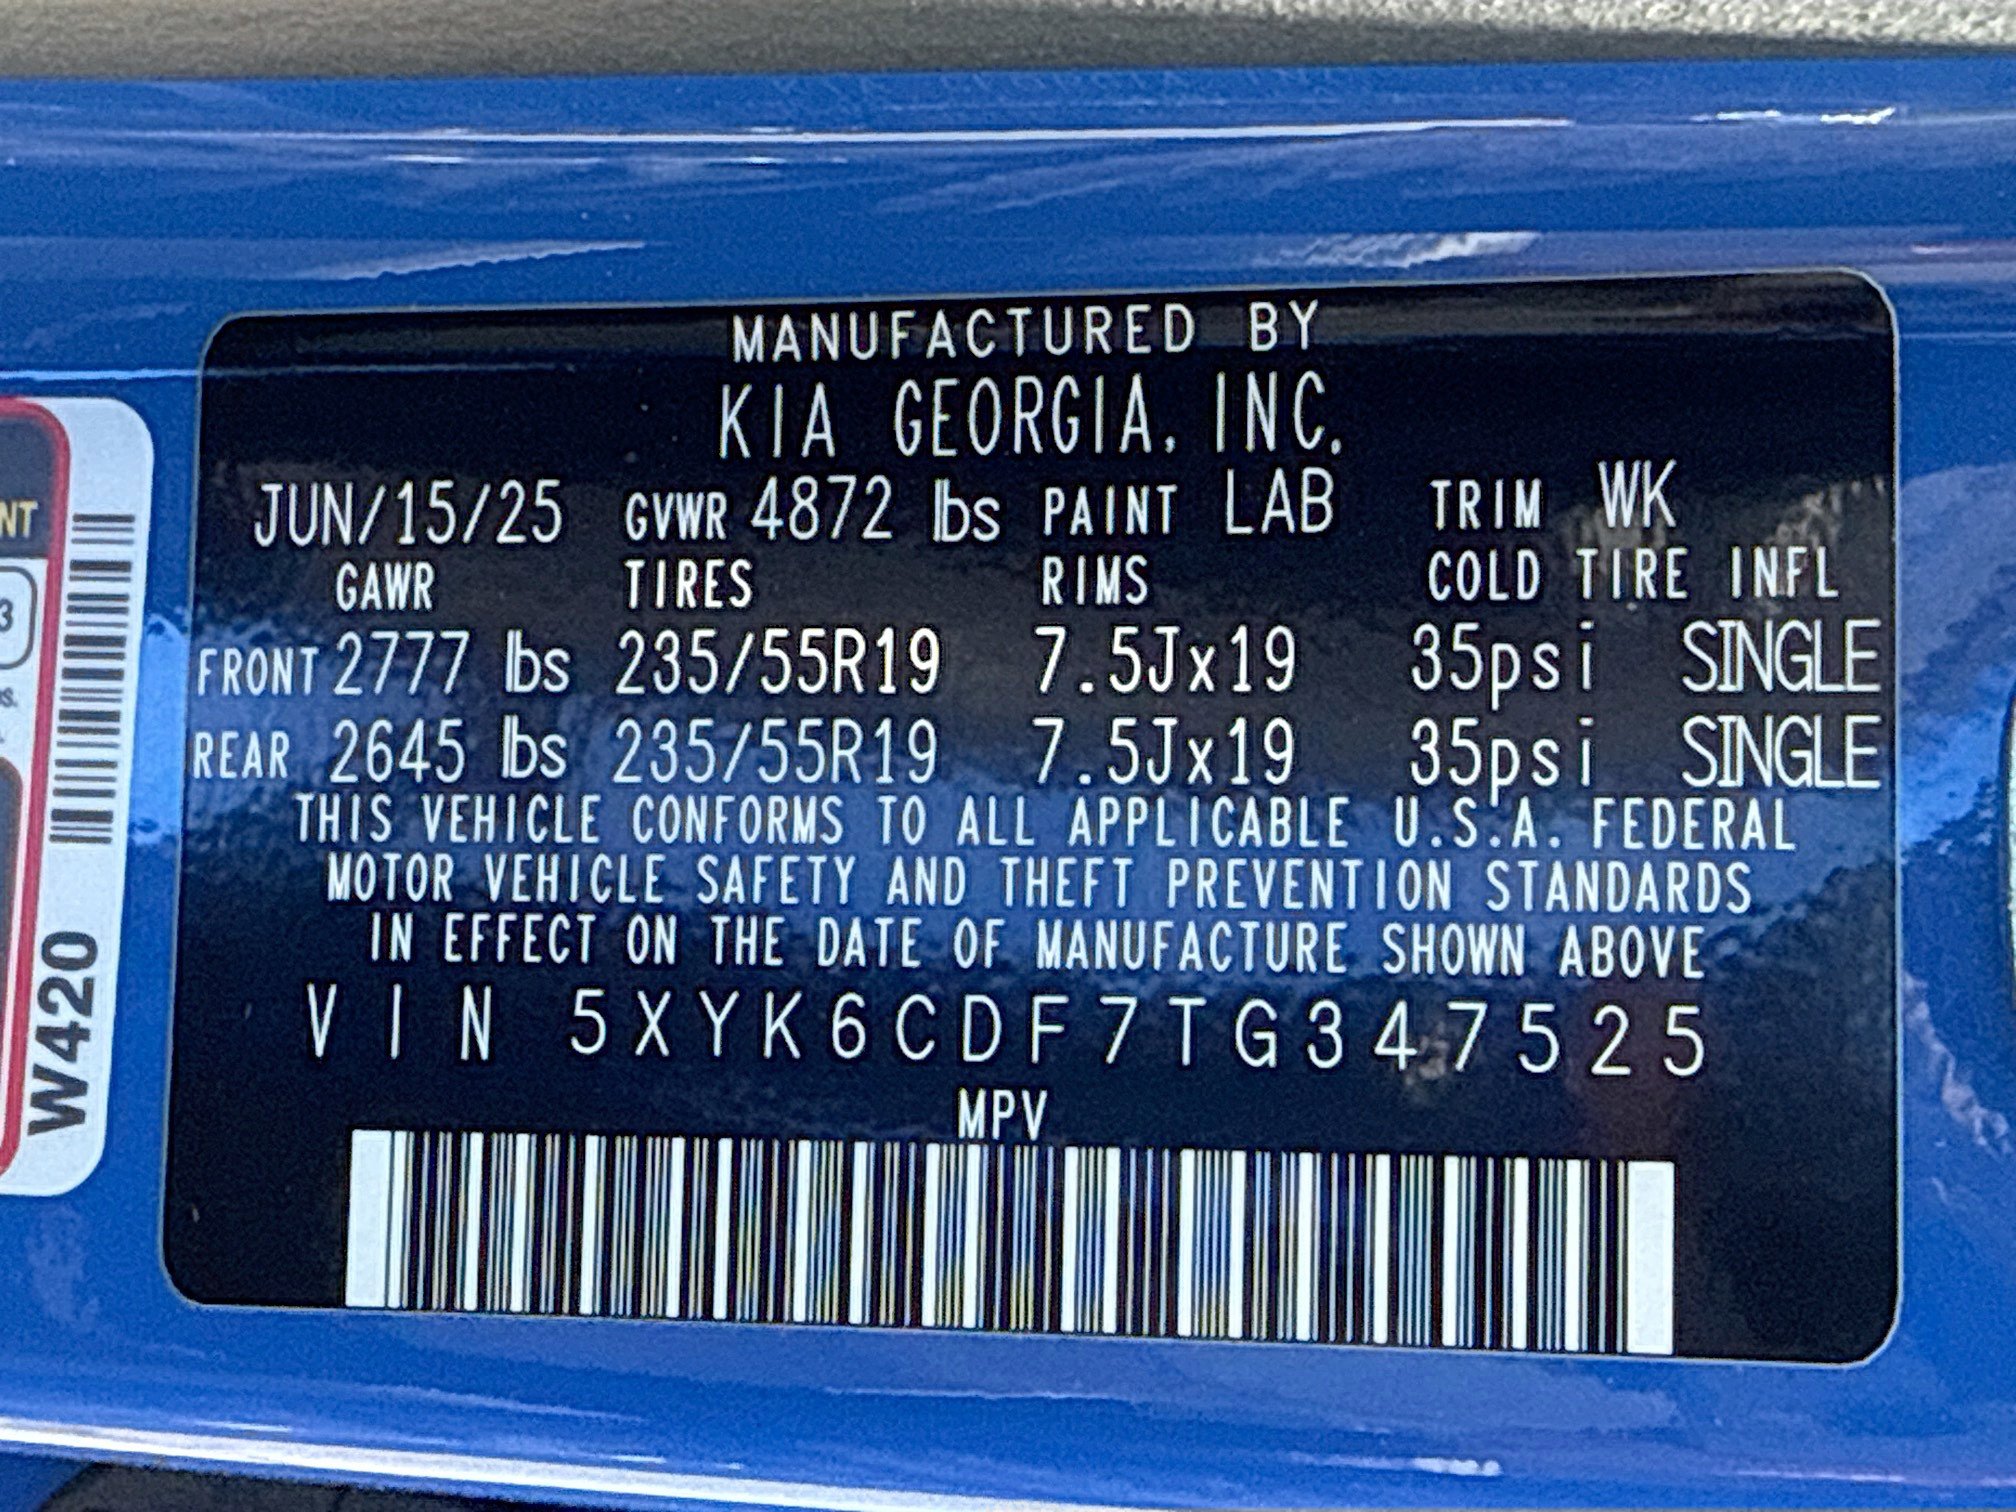 MANUFACTURED BY
KIA GEORGIA, INC.
JUN/15/25 GVWR 4872 lbs PAINT LAB TRIM WK
GAWR TIRES RIMS COLD TIRE INFL
FRONT 2777 lbs 235/55R19 7.5Jx19 35psi SINGLE
REAR 2645 lbs 235/55R19 7.5Jx19 35psi SINGLE
THIS VEHICLE CONFORMS TO ALL APPLICABLE U.S.A. FEDERAL
MOTOR VEHICLE SAFETY AND THEFT PREVENTION STANDARDS
IN EFFECT ON THE DATE OF MANUFACTURE SHOWN ABOVE
VIN 5XYK6CDF7TG347525
MPV
W420
NT
3